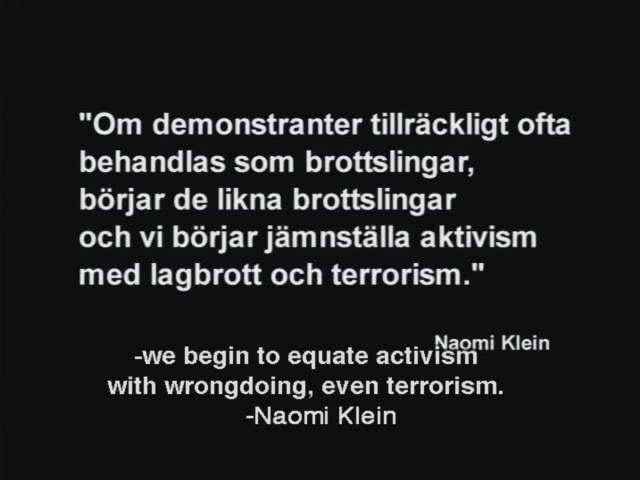 "Om demonstranter tillräckligt ofta
behandlas som brottslingar,
börjar de likna brottslingar
och vi börjar jämnställa aktivism
med lagbrott och terrorism."
Naomi Klein
-we begin to equate activism
with wrongdoing, even terrorism.
-Naomi Klein